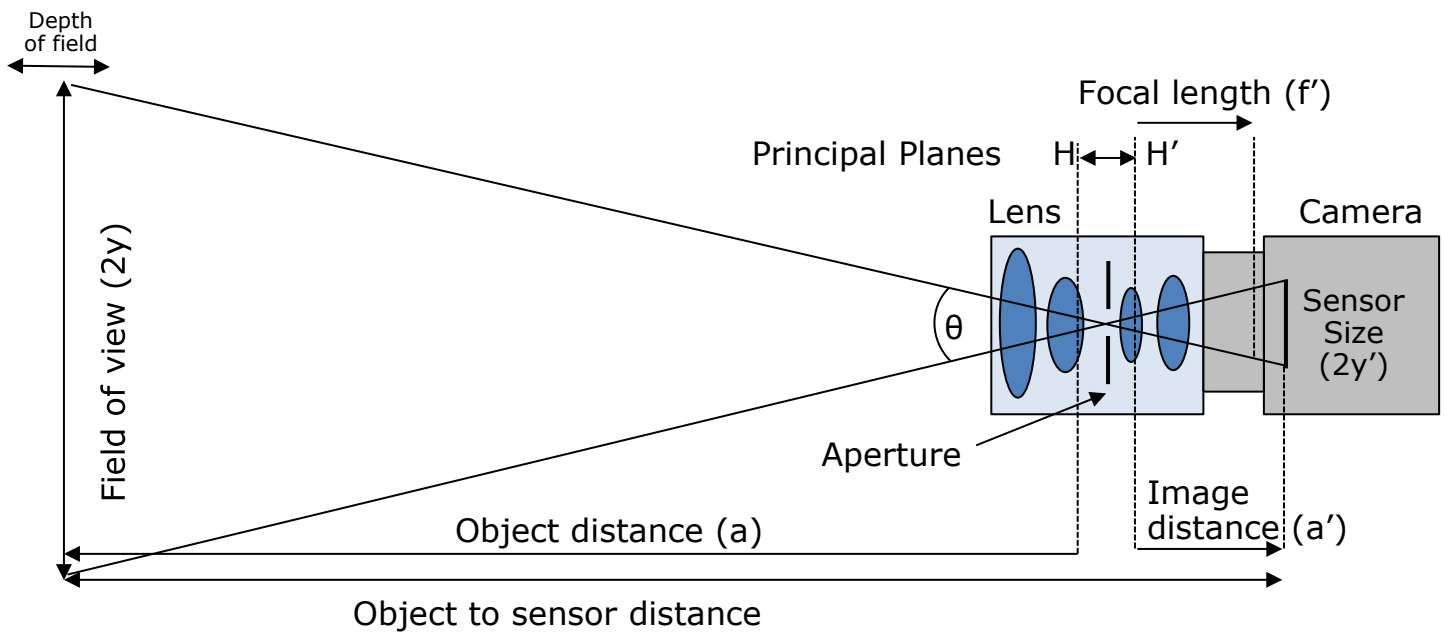 Depth
of field
Focal length (f’)
Principal Planes
H
H’
Lens
Camera
Field of view (2y)
θ
Sensor
Size
(2y’)
Aperture
Image
distance (a’)
Object distance (a)
Object to sensor distance